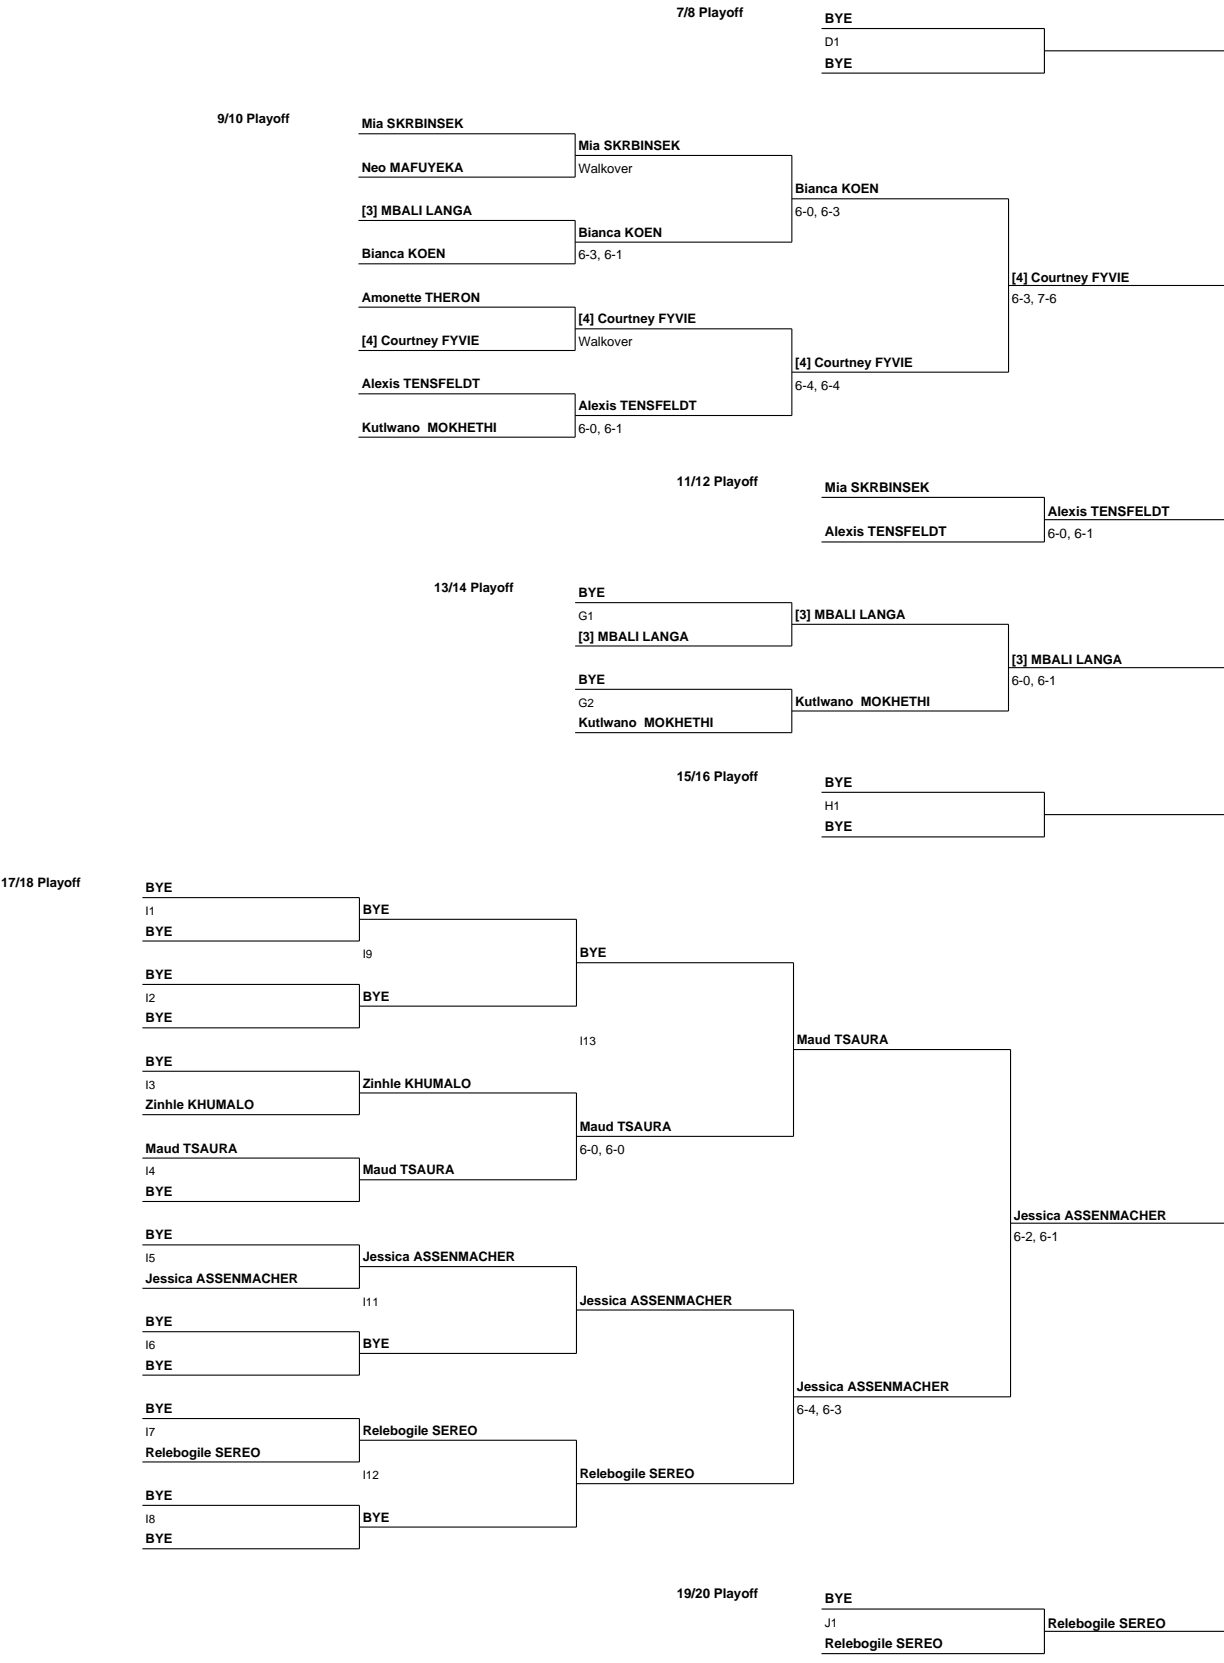 7/8 Playoff
BYE
D1
BYE
9/10 Playoff
Mia SKRBINSEK
Mia SKRBINSEK
Neo MAFUYEKA
Walkover
Bianca KOEN
[3] MBALI LANGA
6-0, 6-3
Bianca KOEN
Bianca KOEN
6-3, 6-1
[4] Courtney FYVIE
Amonette THERON
6-3, 7-6
[4] Courtney FYVIE
[4] Courtney FYVIE
Walkover
[4] Courtney FYVIE
Alexis TENSFELDT
6-4, 6-4
Alexis TENSFELDT
Kutlwano  MOKHETHI
6-0, 6-1
11/12 Playoff
Mia SKRBINSEK
Alexis TENSFELDT
Alexis TENSFELDT
6-0, 6-1
13/14 Playoff
BYE
G1
[3] MBALI LANGA
[3] MBALI LANGA
[3] MBALI LANGA
BYE
6-0, 6-1
G2
Kutlwano  MOKHETHI
Kutlwano  MOKHETHI
15/16 Playoff
BYE
H1
BYE
17/18 Playoff
BYE
I1
BYE
BYE
I9
BYE
BYE
I2
BYE
BYE
I13
Maud TSAURA
BYE
I3
Zinhle KHUMALO
Zinhle KHUMALO
Maud TSAURA
Maud TSAURA
6-0, 6-0
I4
Maud TSAURA
BYE
Jessica ASSENMACHER
BYE
6-2, 6-1
I5
Jessica ASSENMACHER
Jessica ASSENMACHER
I11
Jessica ASSENMACHER
BYE
I6
BYE
BYE
Jessica ASSENMACHER
BYE
6-4, 6-3
I7
Relebogile SEREO
Relebogile SEREO
I12
Relebogile SEREO
BYE
I8
BYE
BYE
19/20 Playoff
BYE
J1
Relebogile SEREO
Relebogile SEREO